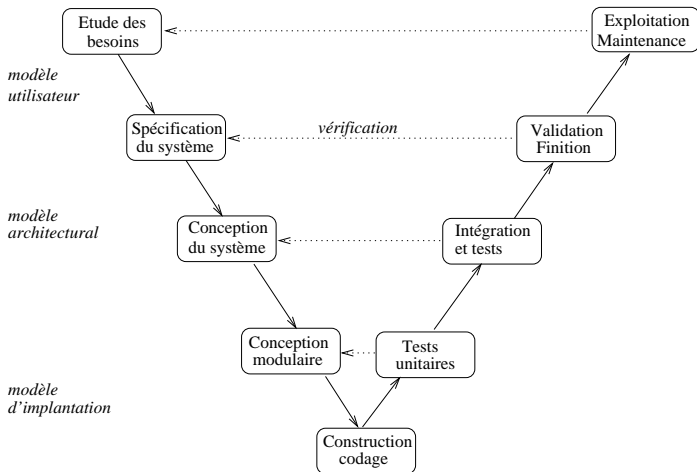 Etude des
besoins
Exploitation
Maintenance
modèle
utilisateur
Spécification
du système
vérification
Validation
Finition
modèle
architectural
Conception
du système
Intégration
et tests
Conception
modulaire
Tests
unitaires
modèle
d'implantation
Construction
codage